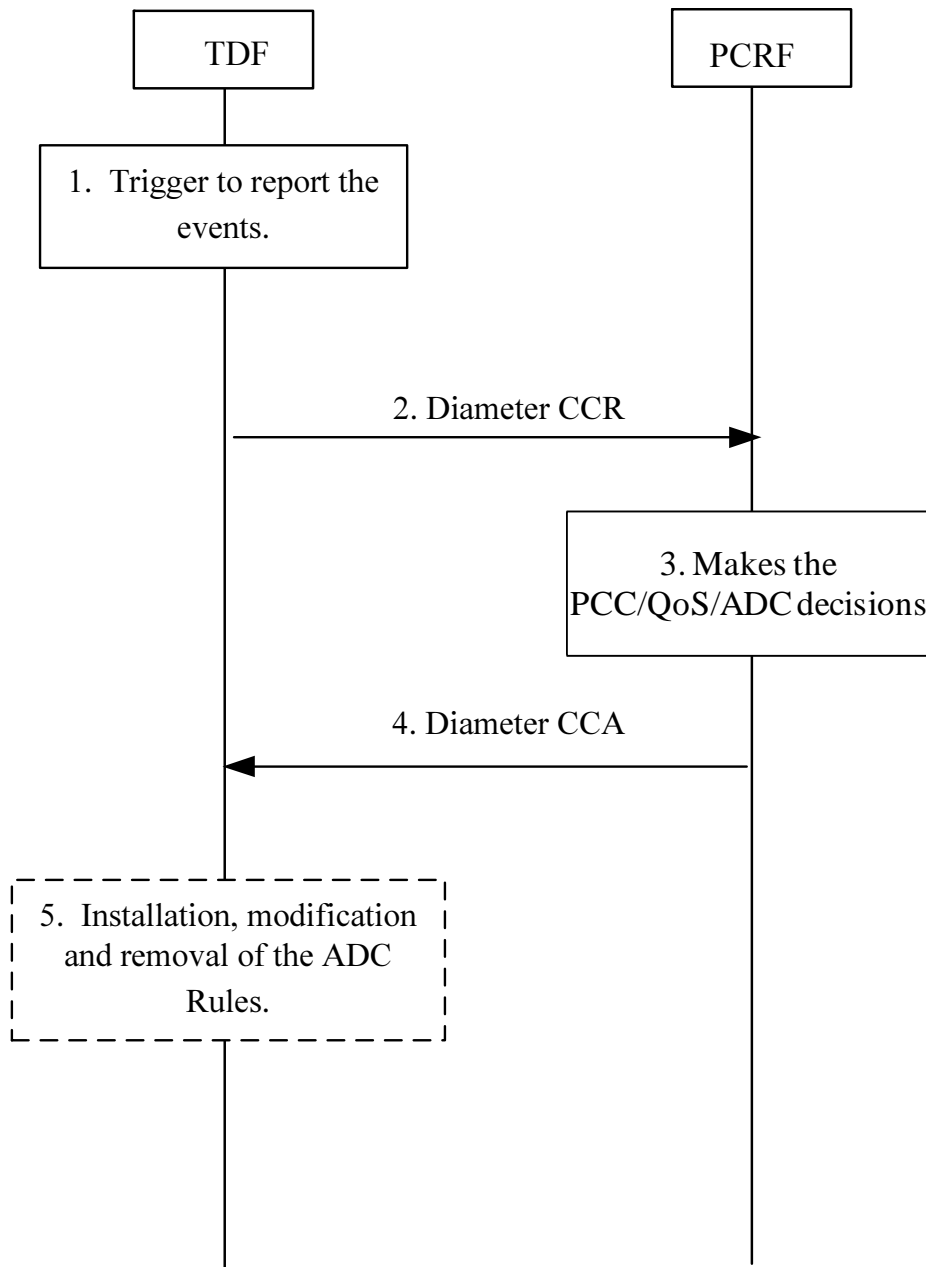 TDF
PCRF
1. Trigger to report the
events.
2. Diameter CCR
3. Makes the
PCC/QoS/ADC decisions
4. Diameter CCA
5. Installation, modification
and removal of the ADC
Rules.